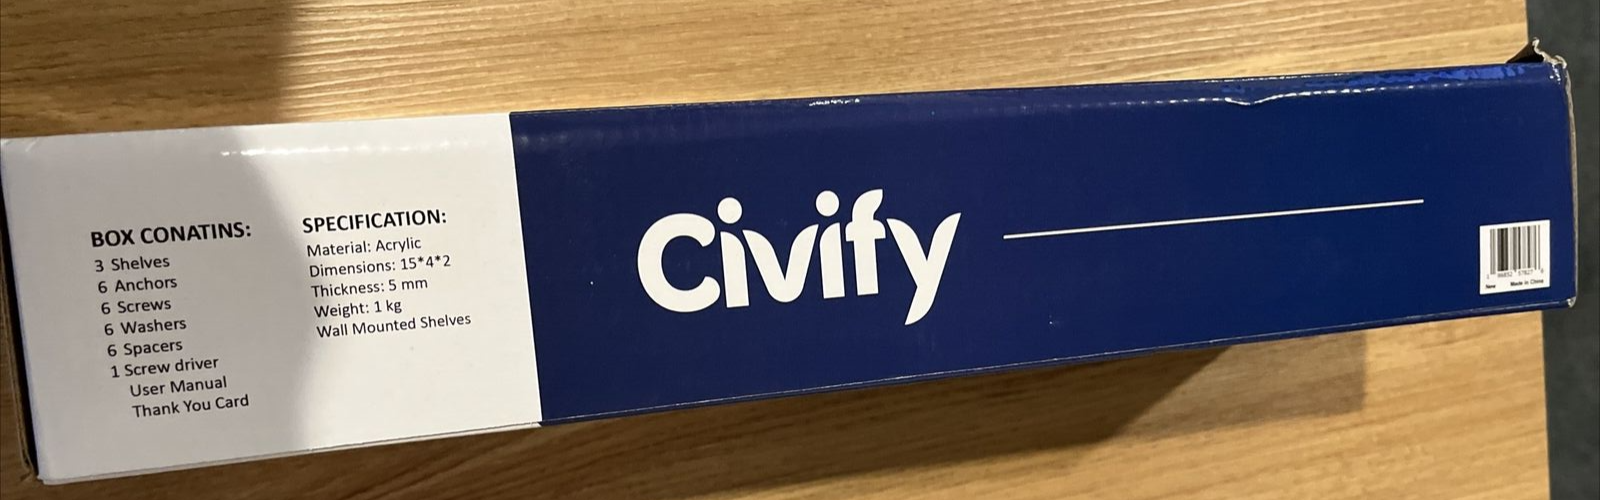 BOX CONATINS:
3 Shelves
6 Anchors
6 Screws
6 Washers
6 Spacers
1 Screw driver
User Manual
Thank You Card
SPECIFICATION:
Material: Acrylic
Dimensions: 15*4*2
Thickness: 5 mm
Weight: 1 kg
Wall Mounted Shelves
Civify
New Made in China